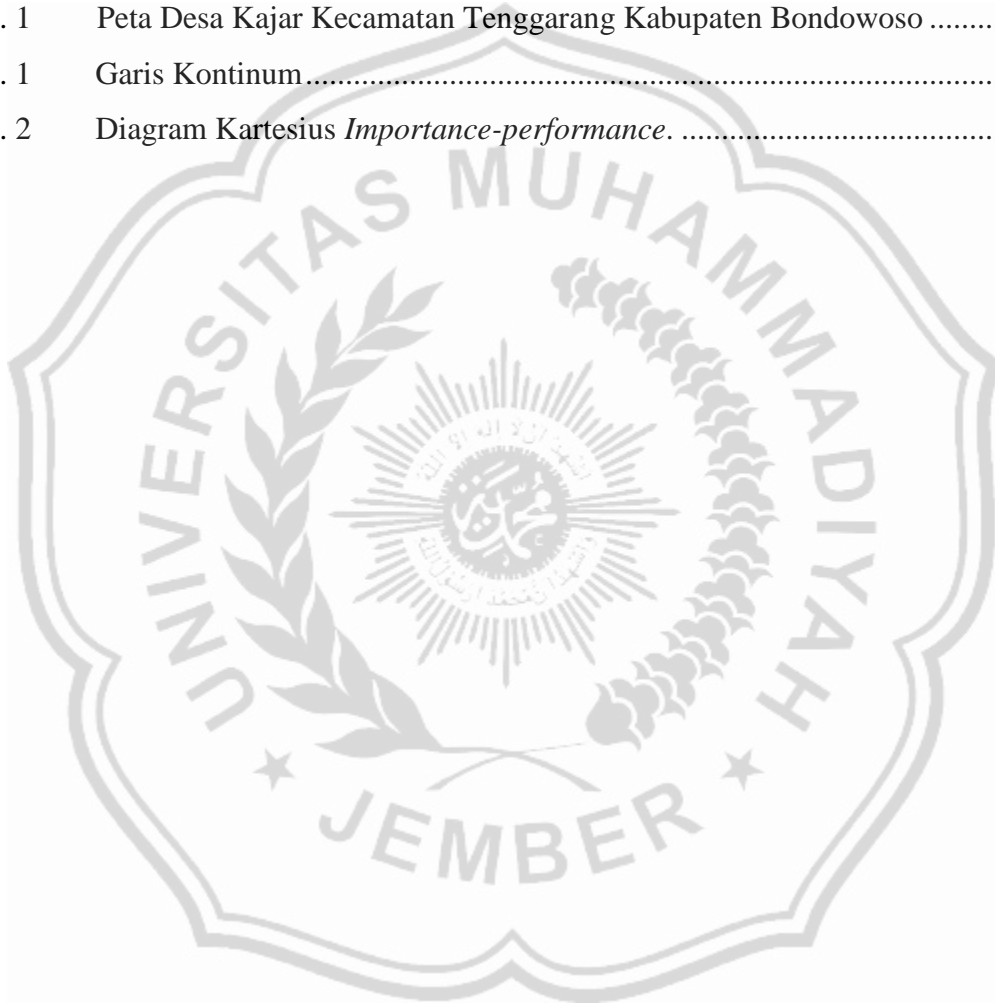 . 1 Peta Desa Kajar Kecamatan Tenggarang Kabupaten Bondowoso ........
. 1 Garis Kontinum.....................................................................................
. 2 Diagram Kartesius Importance-performance. ......................................
UNIVERSITAS MUHAMMADIYAH
JEMBER